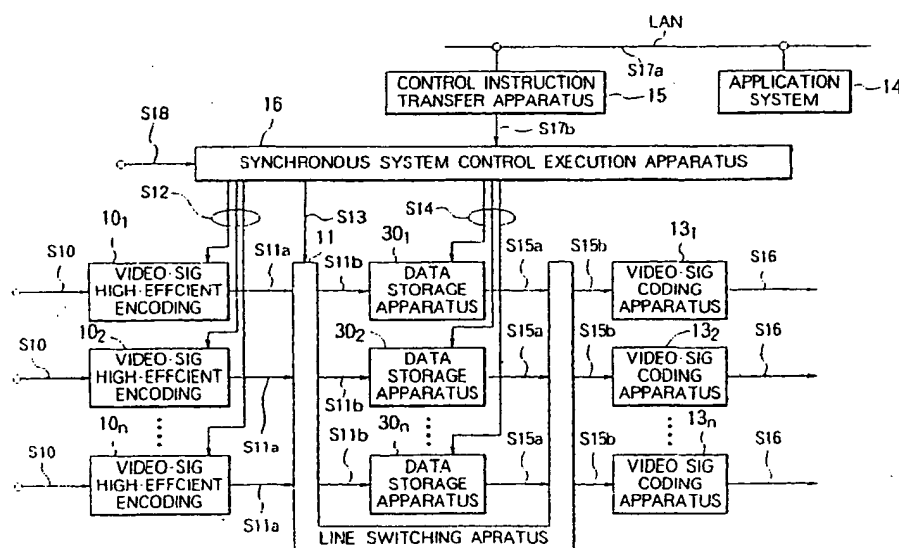 LAN
S17a
CONTROL INSTRUCTION
TRANSFER APPARATUS
15
APPLICATION
SYSTEM
14
16
S17b
S18
SYNCHRONOUS SYSTEM CONTROL EXECUTION APPARATUS
S12
S13
S14
10₁
11
30₁
13₁
S10
VIDEO·SIG
HIGH-EFFCIENT
ENCODING
S11a
S11b
DATA
STORAGE
APPARATUS
S15a
S15b
VIDEO·SIG
CODING
APPARATUS
S16
10₂
30₂
13₂
S10
VIDEO·SIG
HIGH-EFFCIENT
ENCODING
S11a
S11b
DATA
STORAGE
APPARATUS
S15a
S15b
VIDEO·SIG
CODING
APPARATUS
S16
10n
30n
13n
S10
VIDEO·SIG
HIGH-EFFCIENT
ENCODING
S11a
S11b
DATA
STORAGE
APPARATUS
S15a
S15b
VIDEO SIG
CODING
APPARATUS
S16
LINE SWITCHING APRATUS